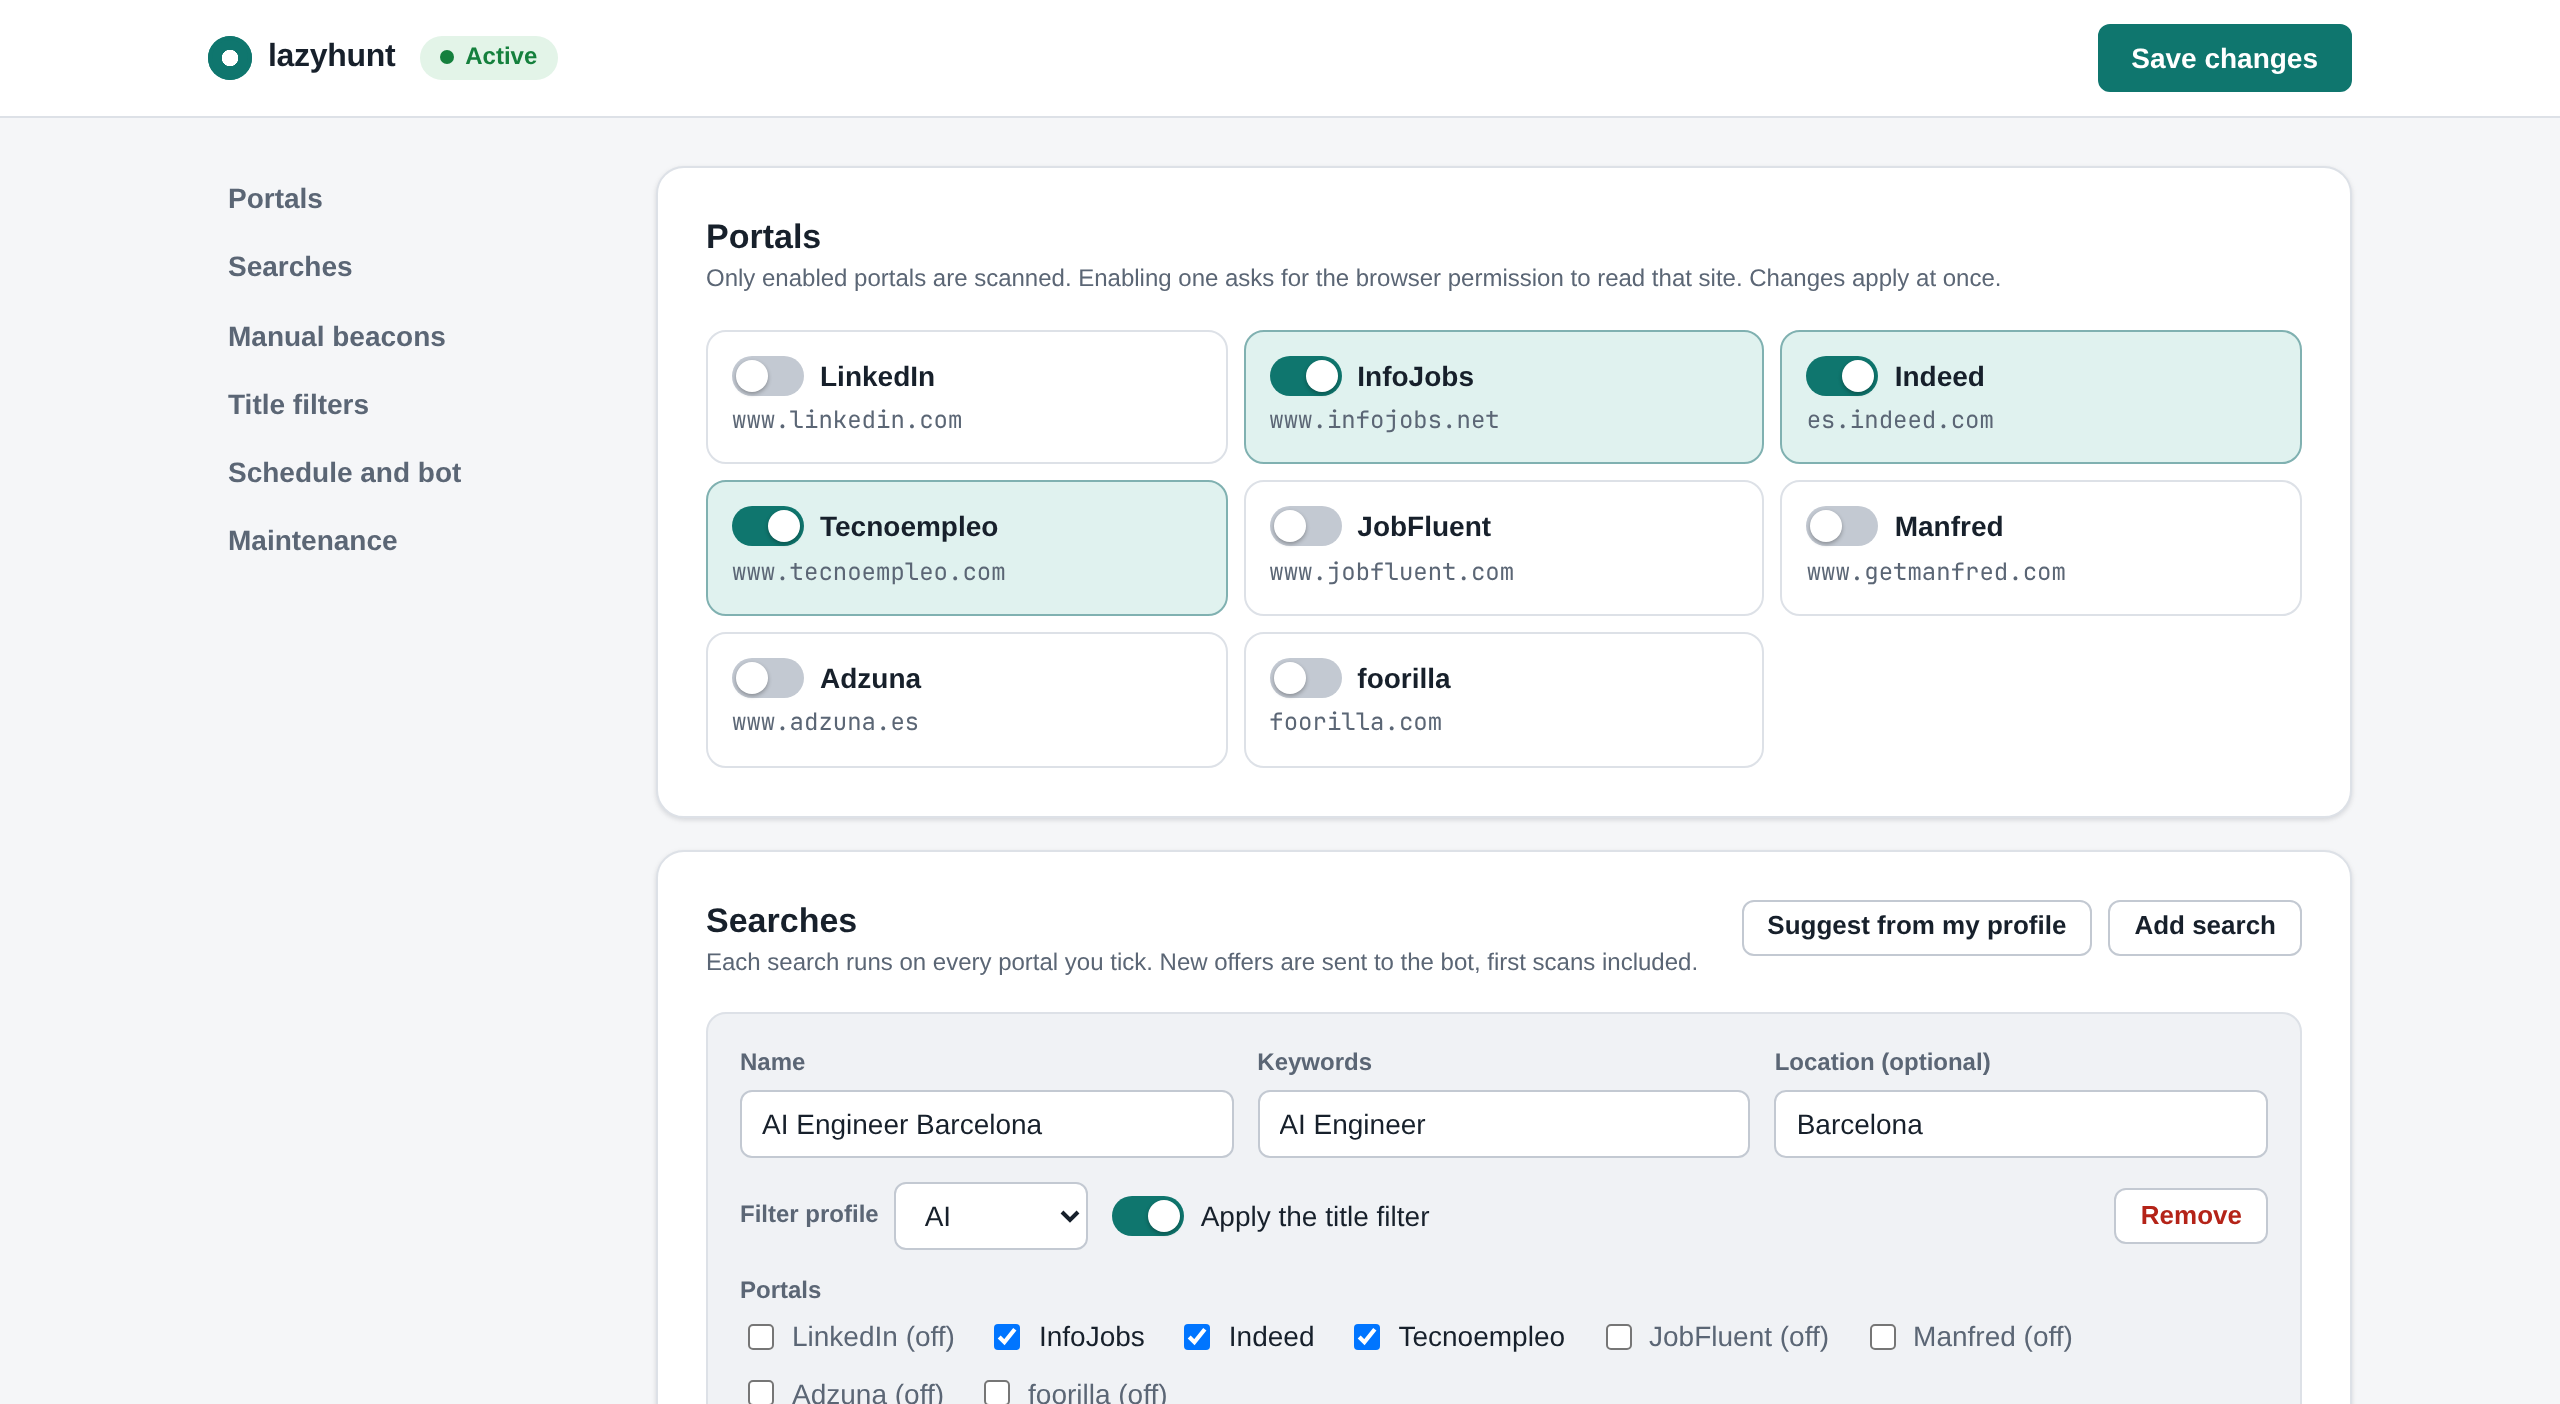 lazyhunt
Active
Save changes
Portals
Searches
Manual beacons
Title filters
Schedule and bot
Maintenance
Portals
Only enabled portals are scanned. Enabling one asks for the browser permission to read that site. Changes apply at once.
LinkedIn
www.linkedin.com
InfoJobs
www.infojobs.net
Indeed
es.indeed.com
Tecnoempleo
www.tecnoempleo.com
JobFluent
www.jobfluent.com
Manfred
www.getmanfred.com
Adzuna
www.adzuna.es
foorilla
foorilla.com
Searches
Each search runs on every portal you tick. New offers are sent to the bot, first scans included.
Suggest from my profile
Add search
Name
AI Engineer Barcelona
Keywords
AI Engineer
Location (optional)
Barcelona
Filter profile
AI
Apply the title filter
Remove
Portals
LinkedIn (off)
InfoJobs
Indeed
Tecnoempleo
JobFluent (off)
Manfred (off)
Adzuna (off)
foorilla (off)